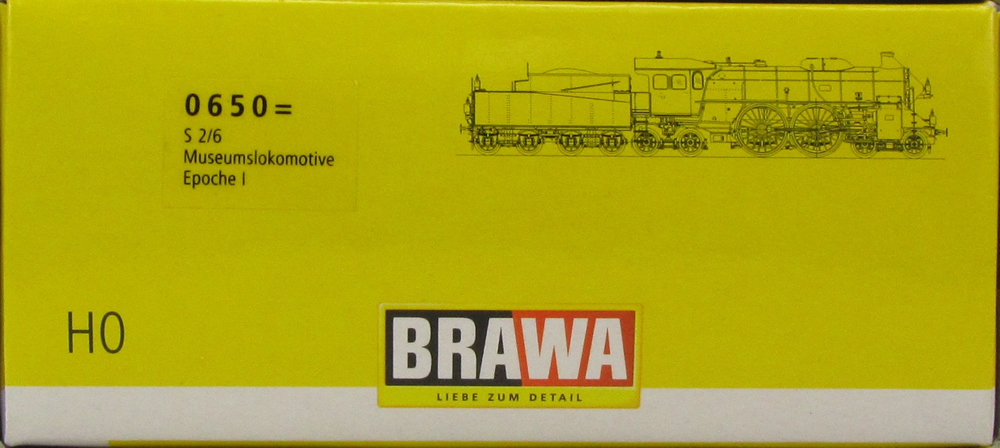 0650=
S 2/6
Museumslokomotive
Epoche I
H0
BRAWA
LIEBE ZUM DETAIL